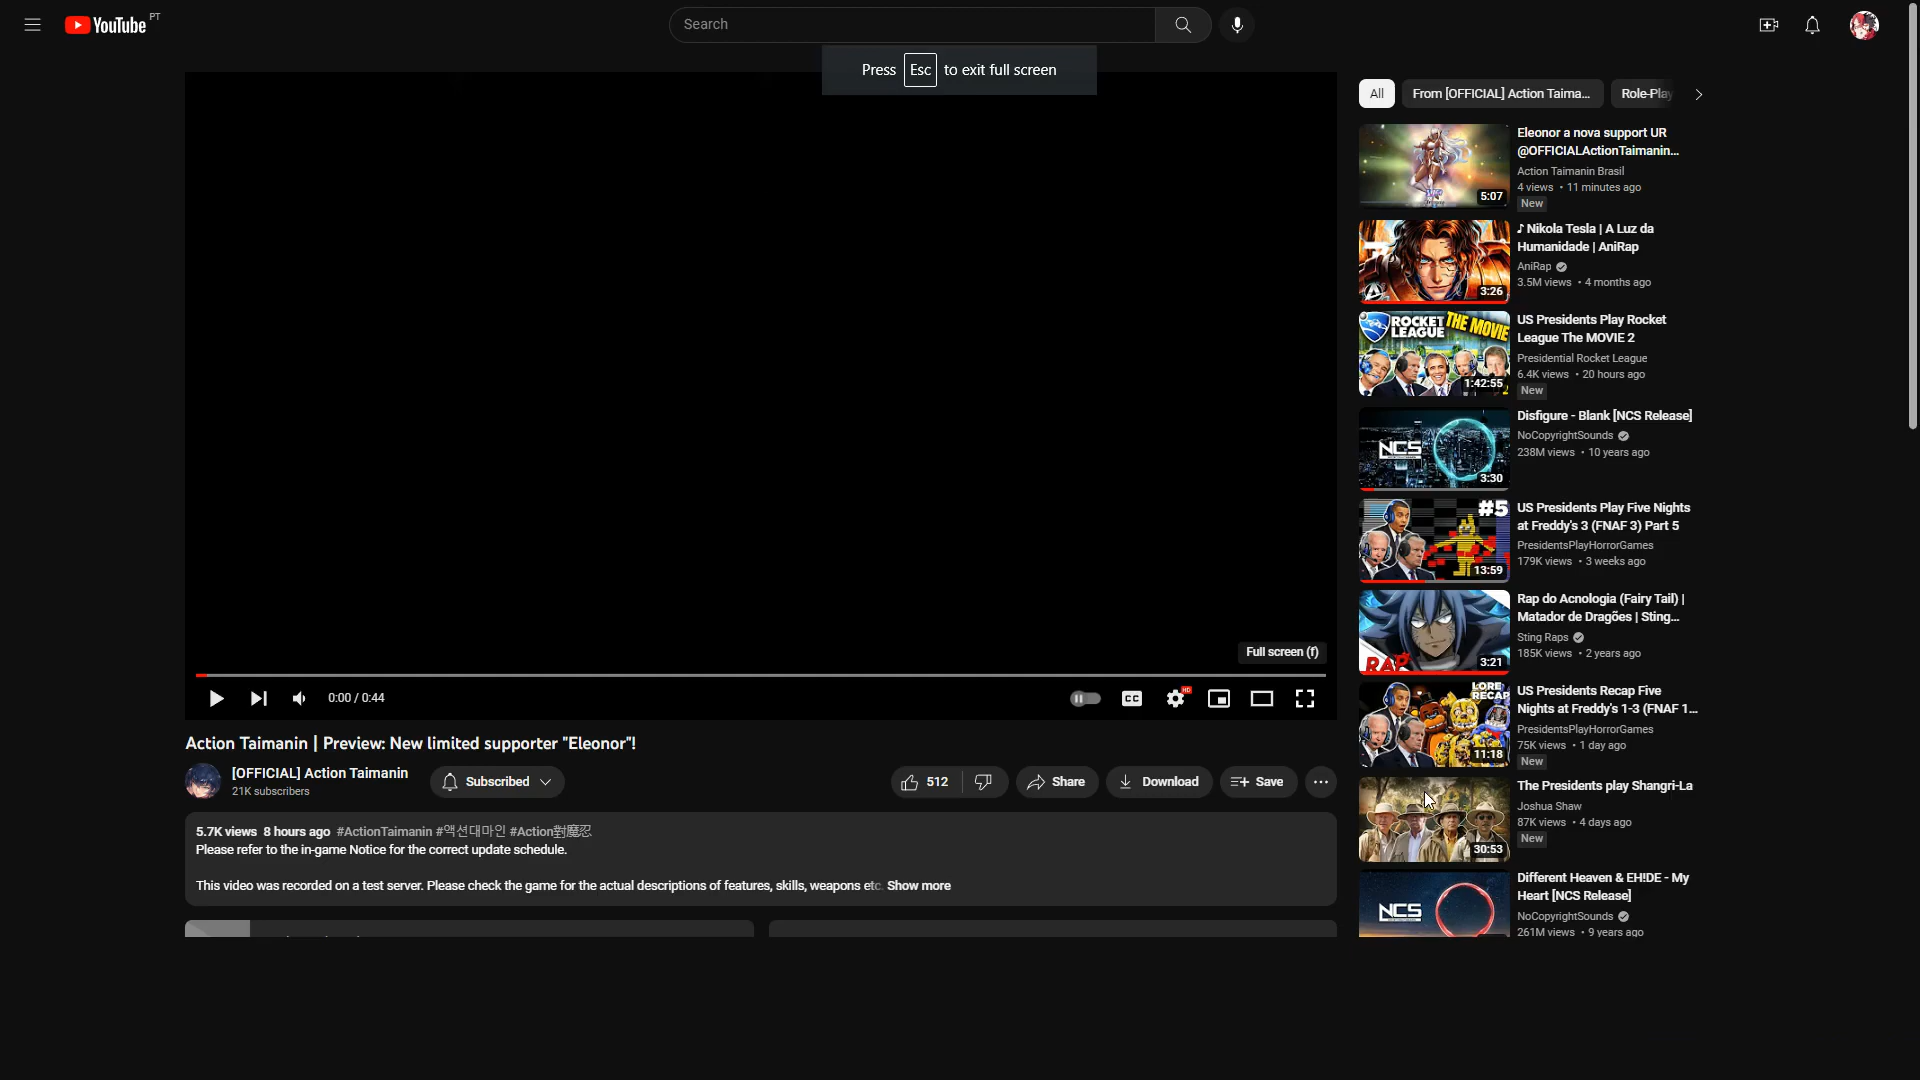 YouTube PT
Search
Press Esc to exit full screen
All
From [OFFICIAL] Action Taima...
Role-Play
5:07
Eleonor a nova support UR
@OFFICIALActionTaimanin...
Action Taimanin Brasil
4 views • 11 minutes ago
New
3:26
♪ Nikola Tesla | A Luz da
Humanidade | AniRap
AniRap
3.5M views • 4 months ago
ROCKET LEAGUE THE MOVIE
1:42:55
US Presidents Play Rocket
League The MOVIE 2
Presidential Rocket League
6.4K views • 20 hours ago
New
NCS
3:30
Disfigure - Blank [NCS Release]
NoCopyrightSounds
238M views • 10 years ago
#5
13:59
US Presidents Play Five Nights
at Freddy's 3 (FNAF 3) Part 5
PresidentsPlayHorrorGames
179K views • 3 weeks ago
RAP
3:21
Rap do Acnologia (Fairy Tail) |
Matador de Dragões | Sting...
Sting Raps
185K views • 2 years ago
LORE RECAP
11:18
US Presidents Recap Five
Nights at Freddy's 1-3 (FNAF 1...
PresidentsPlayHorrorGames
75K views • 1 day ago
New
30:53
The Presidents play Shangri-La
Joshua Shaw
87K views • 4 days ago
New
NCS
Different Heaven & EH!DE - My
Heart [NCS Release]
NoCopyrightSounds
261M views • 9 years ago
Full screen (f)
0:00 / 0:44
CC
HD
Action Taimanin | Preview: New limited supporter "Eleonor"!
[OFFICIAL] Action Taimanin
21K subscribers
Subscribed
512
Share
Download
Save
5.7K views 8 hours ago #ActionTaimanin #액션대마인 #Action對魔忍
Please refer to the in-game Notice for the correct update schedule.
This video was recorded on a test server. Please check the game for the actual descriptions of features, skills, weapons etc. Show more